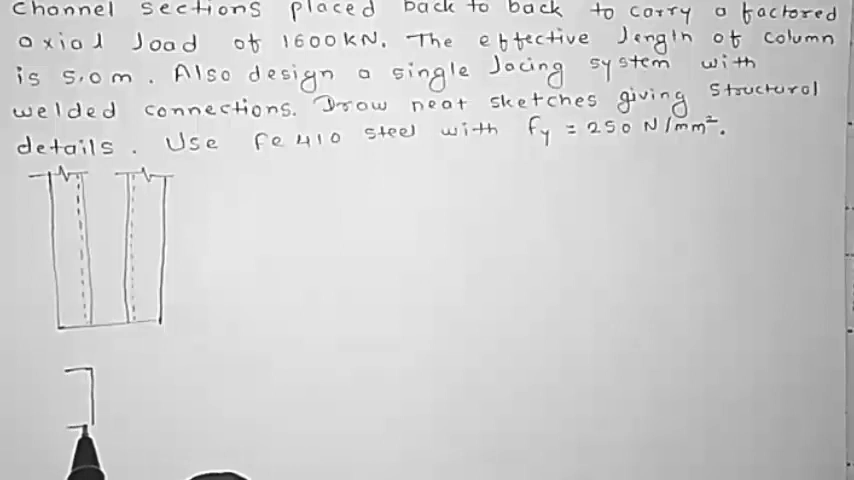 channel sections placed back to back to carry a factored
axial load of 1600KN. The effective length of column
is 5.0m. Also design a single lacing system with
welded connections. Draw neat sketches giving structural
details. Use Fe 410 steel with fy = 250 N/mm².